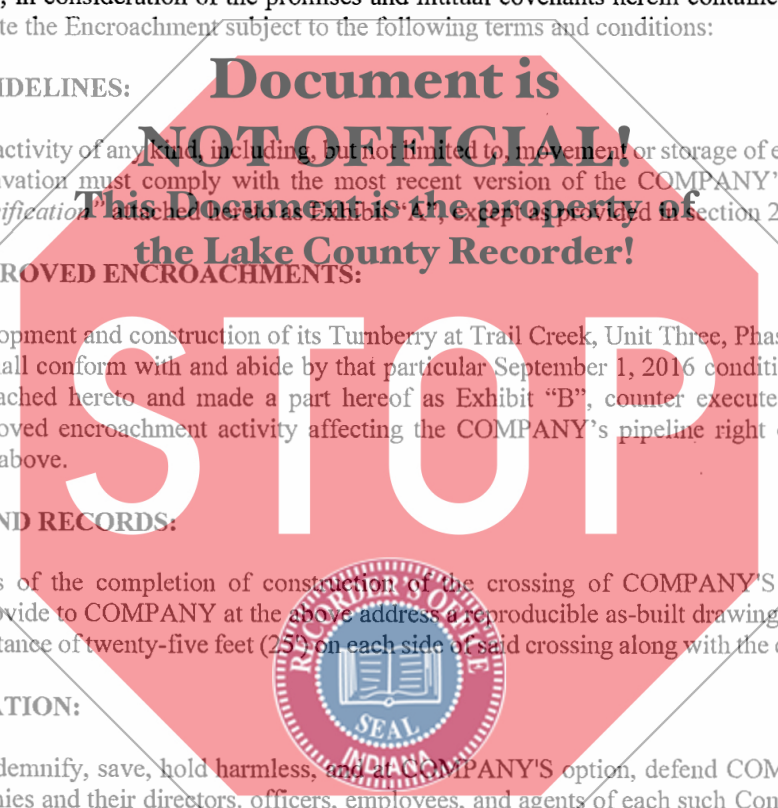 , in consideration of the promises and mutual covenants herein containe
te the Encroachment subject to the following terms and conditions:
Document is
IDELINES:
NOT OFFICIAL!
activity of any kind, including, but not limited to, movement or storage of e
vation must comply with the most recent version of the COMPANY'
This Document is the property of
ification" attached hereto as Exhibit "A", except as provided in section 2
the Lake County Recorder!
ROVED ENCROACHMENTS:
opment and construction of its Turnberry at Trail Creek, Unit Three, Phas
all conform with and abide by that particular September 1, 2016 conditi
ached hereto and made a part hereof as Exhibit "B", counter execute
oved encroachment activity affecting the COMPANY's pipeline right
above.
STOP
ND RECORDS:
s of the completion of construction of the crossing of COMPANY'S
ovide to COMPANY at the above address a reproducible as-built drawing
tance of twenty-five feet (25') on each side of said crossing along with the
RECORDER'S OFFICE
SEAL
INDIANA
ATION:
demnify, save, hold harmless, and at COMPANY'S option, defend COM
nies and their directors, officers, employees, and agents of each such Com